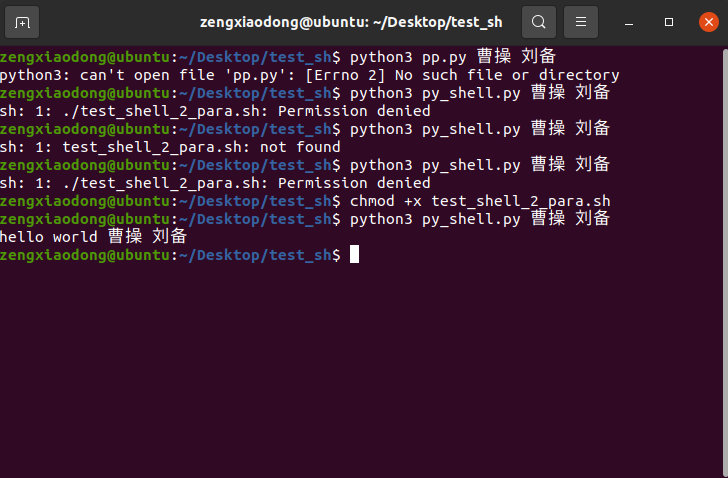 zengxiaodong@ubuntu: ~/Desktop/test_sh
zengxiaodong@ubuntu:~/Desktop/test_sh$ python3 pp.py 曹操 刘备
python3: can't open file 'pp.py': [Errno 2] No such file or directory
zengxiaodong@ubuntu:~/Desktop/test_sh$ python3 py_shell.py 曹操 刘备
sh: 1: ./test_shell_2_para.sh: Permission denied
zengxiaodong@ubuntu:~/Desktop/test_sh$ python3 py_shell.py 曹操 刘备
sh: 1: test_shell_2_para.sh: not found
zengxiaodong@ubuntu:~/Desktop/test_sh$ python3 py_shell.py 曹操 刘备
sh: 1: ./test_shell_2_para.sh: Permission denied
zengxiaodong@ubuntu:~/Desktop/test_sh$ chmod +x test_shell_2_para.sh
zengxiaodong@ubuntu:~/Desktop/test_sh$ python3 py_shell.py 曹操 刘备
hello world 曹操 刘备
zengxiaodong@ubuntu:~/Desktop/test_sh$